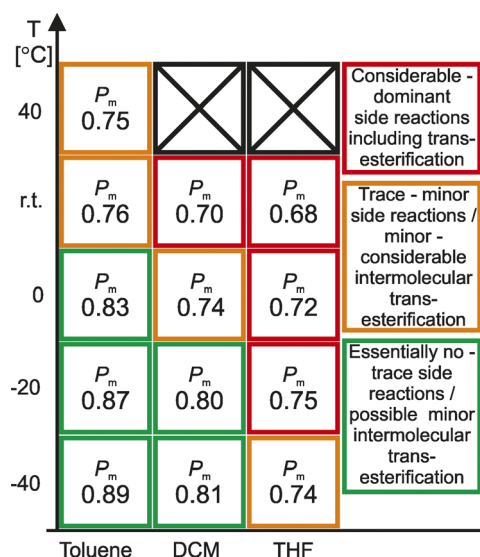 T
[°C]
40
r.t.
0
-20
-40
Pm
0.75
Pm
0.76
Pm
0.70
Pm
0.68
Pm
0.83
Pm
0.74
Pm
0.72
Pm
0.87
Pm
0.80
Pm
0.75
Pm
0.89
Pm
0.81
Pm
0.74
Toluene
DCM
THF
Considerable -
dominant
side reactions
including trans-
esterification
Trace - minor
side reactions /
minor -
considerable
intermolecular
trans-
esterification
Essentially no -
trace side
reactions /
possible minor
intermolecular
trans-
esterification